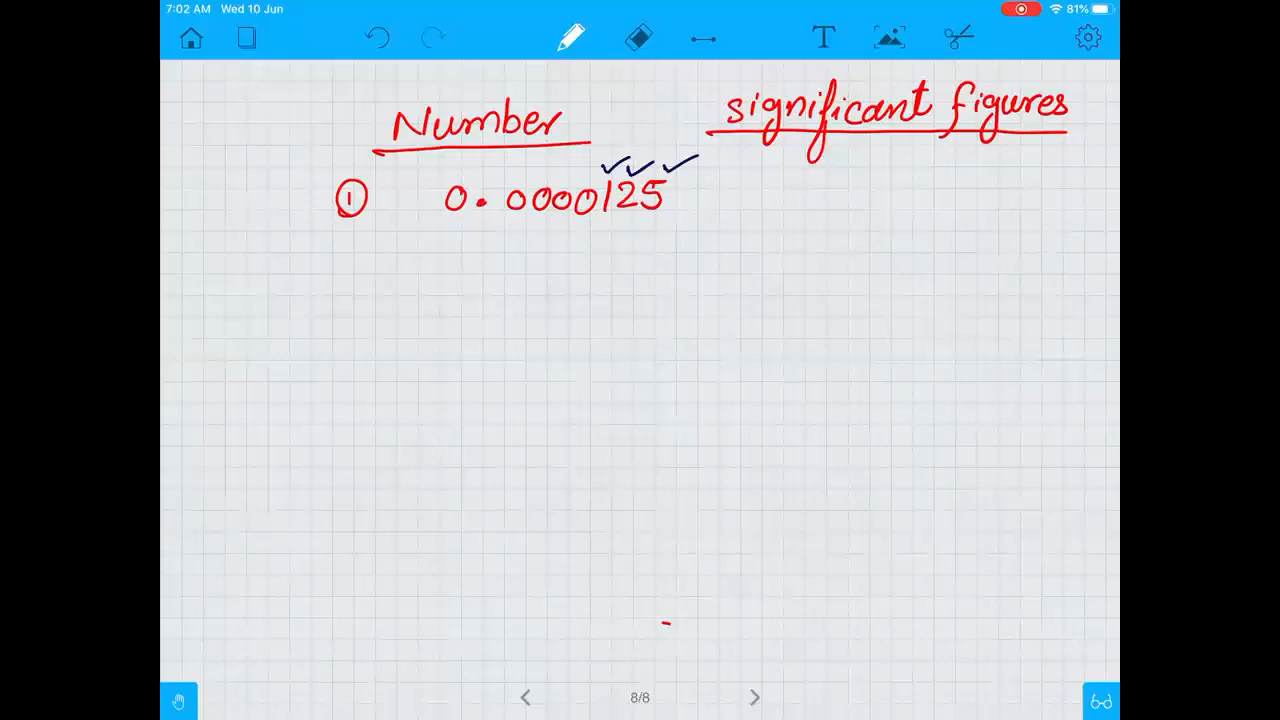 7:02 AM Wed 10 Jun 81%
T
Number significant figures
① 0.0000125
8/8